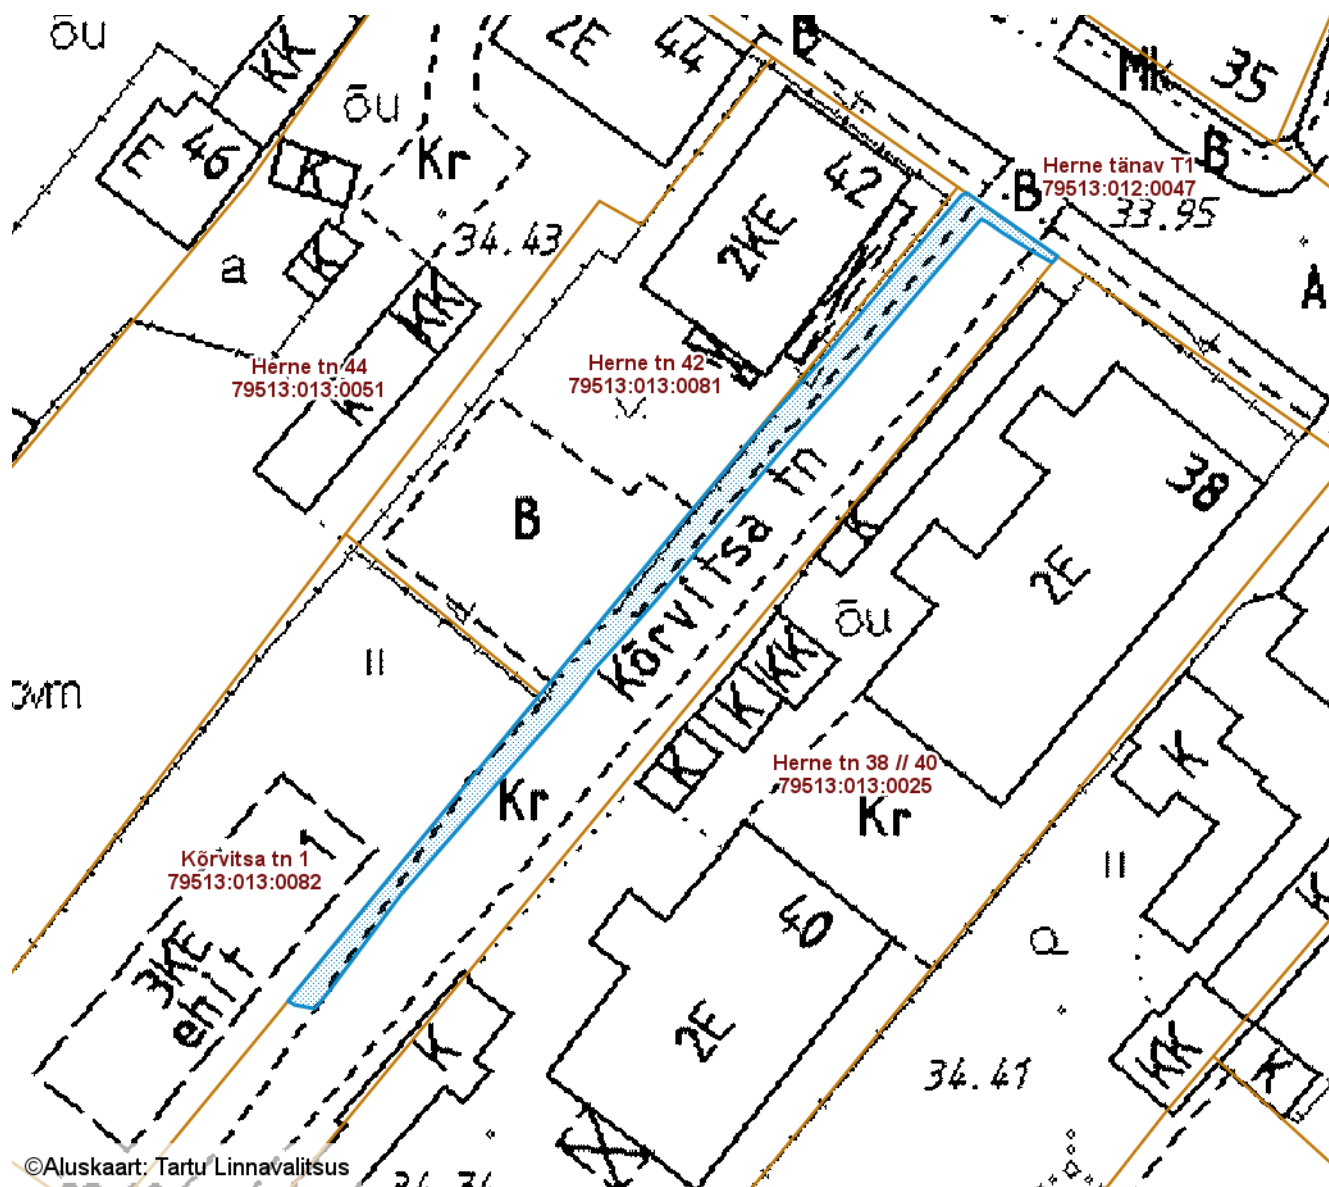 õu
KK
2E
44
B
Mk
35
õu
E
46
K
Kr
42
B
Herne tänav T1
79513:012:0047
B
33.95
34.43
2KE
K
a
KK
A
Herne tn 44
79513:013:0051
K
Herne tn 42
79513:013:0081
B
Kõrvitsa tn
38
K
2E
õu
II
KK
K
K
Herne tn 38 // 40
79513:013:0025
Kr
Kr
K
II
1
Kõrvitsa tn 1
79513:013:0082
3KE
ehit
40
2E
K
K
34.41
KK
K
©Aluskaart: Tartu Linnavalitsus
34.34